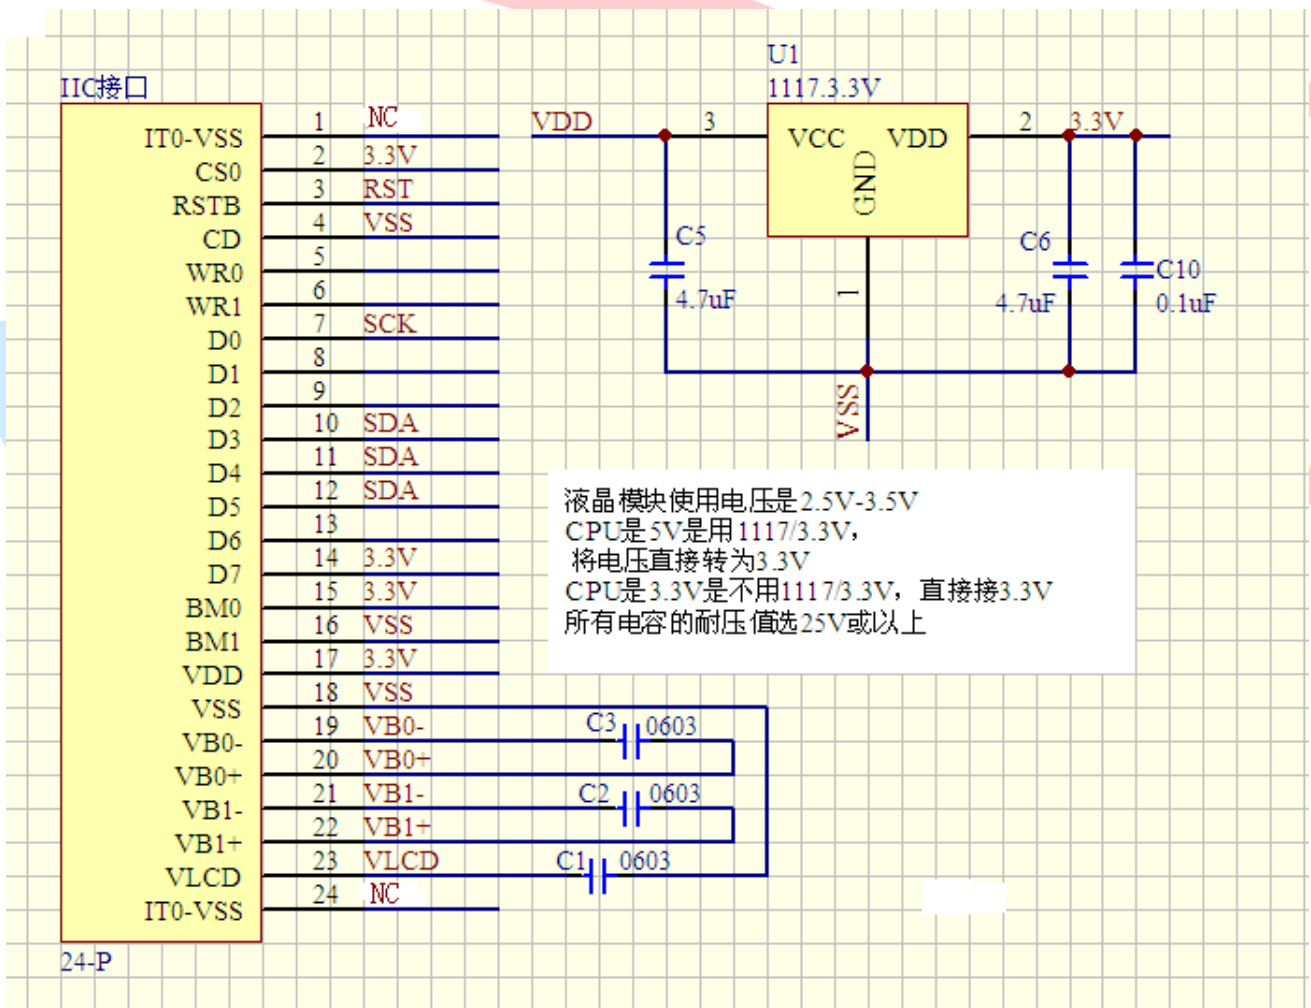 IIC接口
IT0-VSS 1 NC
CS0 2 3.3V
RSTB 3 RST
CD 4 VSS
WR0 5
WR1 6
D0 7 SCK
D1 8
D2 9
D3 10 SDA
D4 11 SDA
D5 12 SDA
D6 13
D7 14 3.3V
BM0 15 3.3V
BM1 16 VSS
VDD 17 3.3V
VSS 18 VSS
VB0- 19 VB0- C3 0603
VB0+ 20 VB0+
VB1- 21 VB1- C2 0603
VB1+ 22 VB1+
VLCD 23 VLCD C1 0603
IT0-VSS 24 NC
24-P
U1
1117.3.3V
VDD 3 VCC VDD 2 3.3V
GND
C5
4.7uF
1
C6
4.7uF
C10
0.1uF
VSS
液晶模块使用电压是2.5V-3.5V
CPU是5V是用1117/3.3V，
将电压直接转为3.3V
CPU是3.3V是不用1117/3.3V，直接接3.3V
所有电容的耐压值选25V或以上